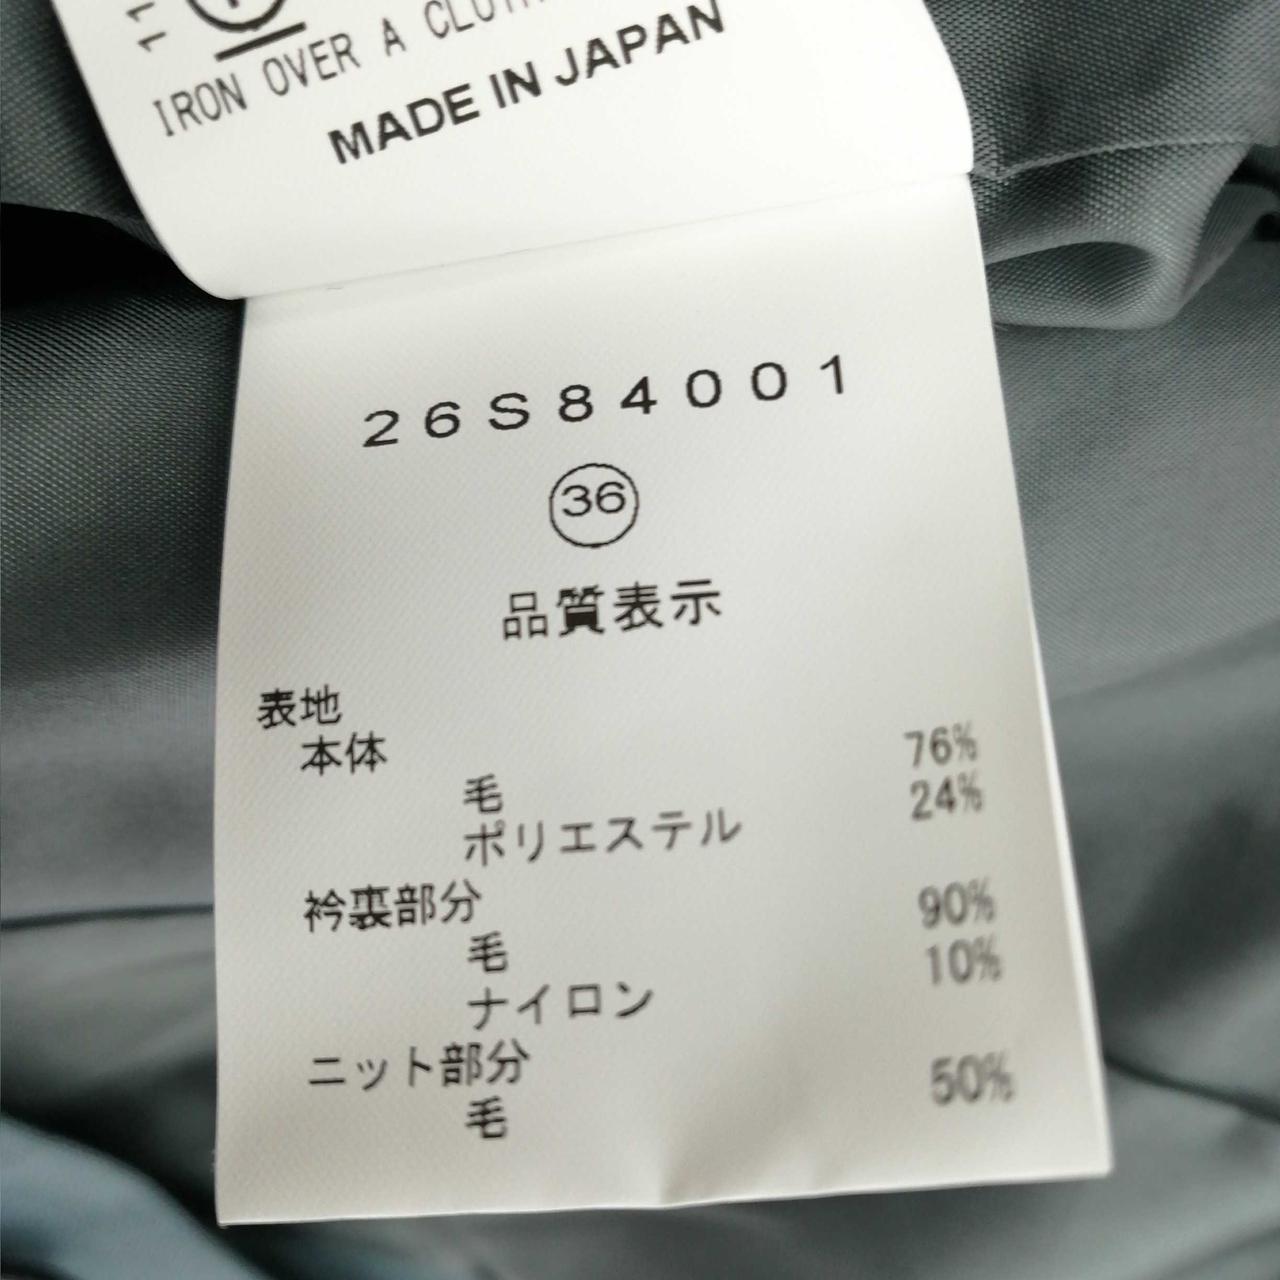 11
IRON OVER A
MADE IN JAPAN
26S84001
36
品質表示
表地
本体
毛 76%
ポリエステル 24%
衿裏部分
毛 90%
ナイロン 10%
ニット部分
毛 50%